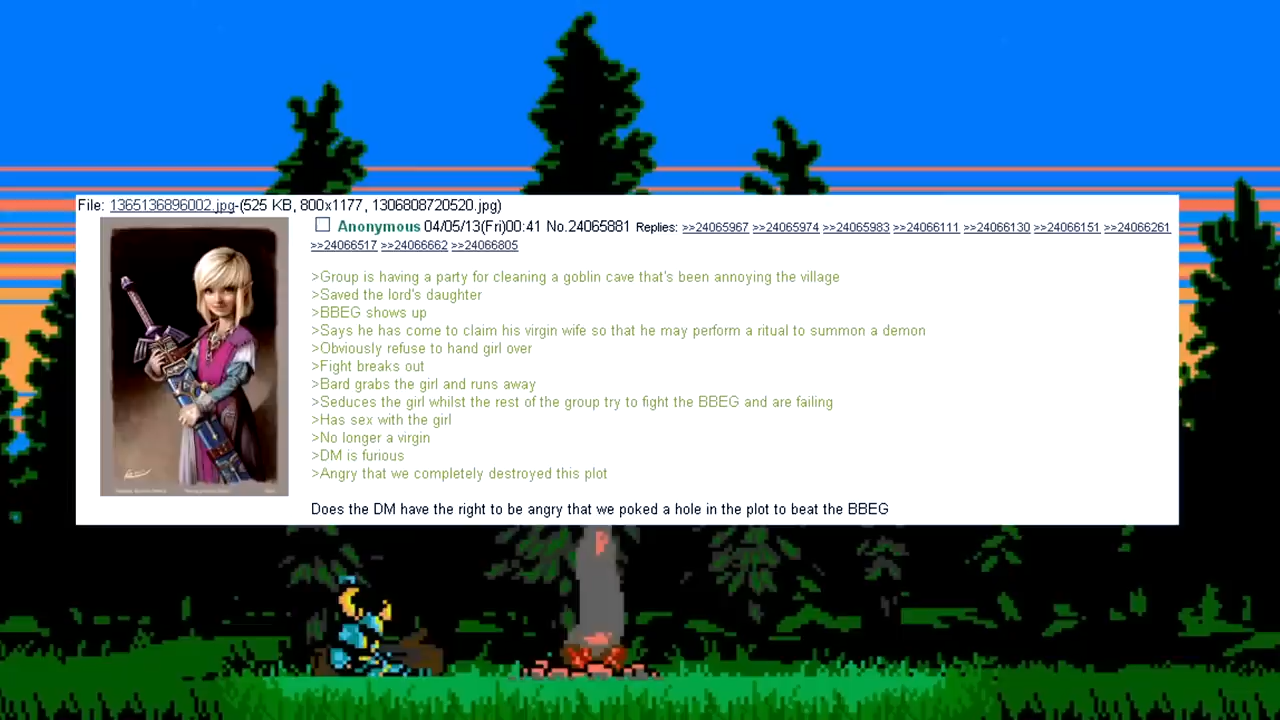 File: 1365136896002.jpg-(525 KB, 800x1177, 1306808720520.jpg)
Anonymous 04/05/13(Fri)00:41 No.24065881 Replies: >>24065967 >>24065974 >>24065983 >>24066111 >>24066130 >>24066151 >>24066261
>>24066517 >>24066662 >>24066805
>Group is having a party for cleaning a goblin cave that's been annoying the village
>Saved the lord's daughter
>BBEG shows up
>Says he has come to claim his virgin wife so that he may perform a ritual to summon a demon
>Obviously refuse to hand girl over
>Fight breaks out
>Bard grabs the girl and runs away
>Seduces the girl whilst the rest of the group try to fight the BBEG and are failing
>Has sex with the girl
>No longer a virgin
>DM is furious
>Angry that we completely destroyed this plot
Does the DM have the right to be angry that we poked a hole in the plot to beat the BBEG